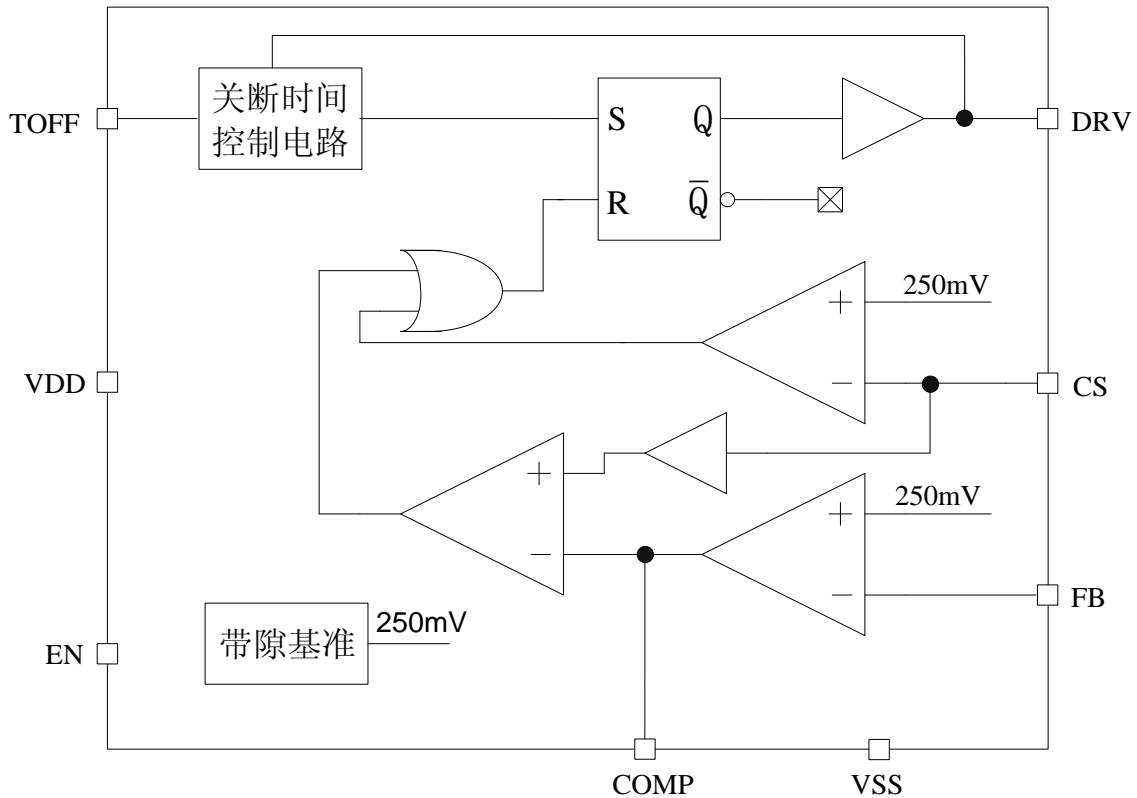 关断时间
控制电路
TOFF
S
Q
DRV
R
Q̅
250mV
+
VDD
−
CS
+
250mV
+
−
−
FB
250mV
带隙基准
EN
COMP
VSS